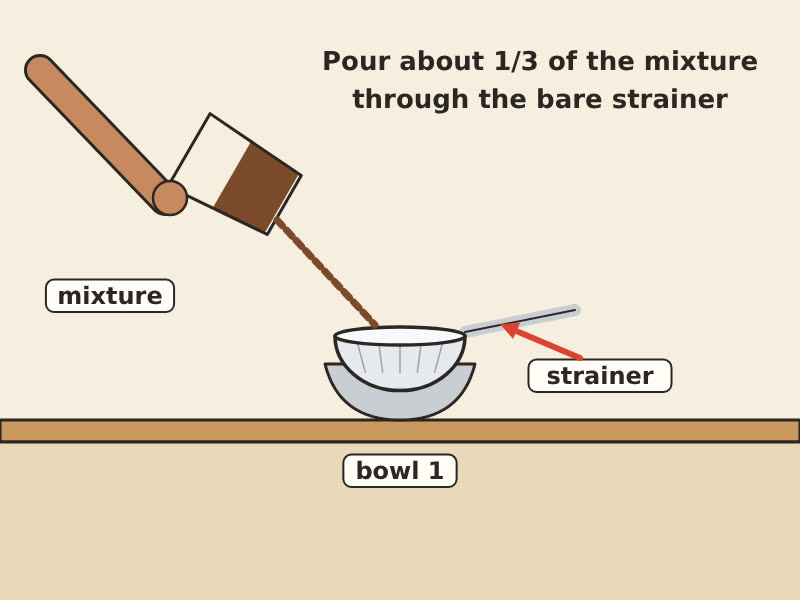 Pour about 1/3 of the mixture
through the bare strainer
mixture
strainer
bowl 1